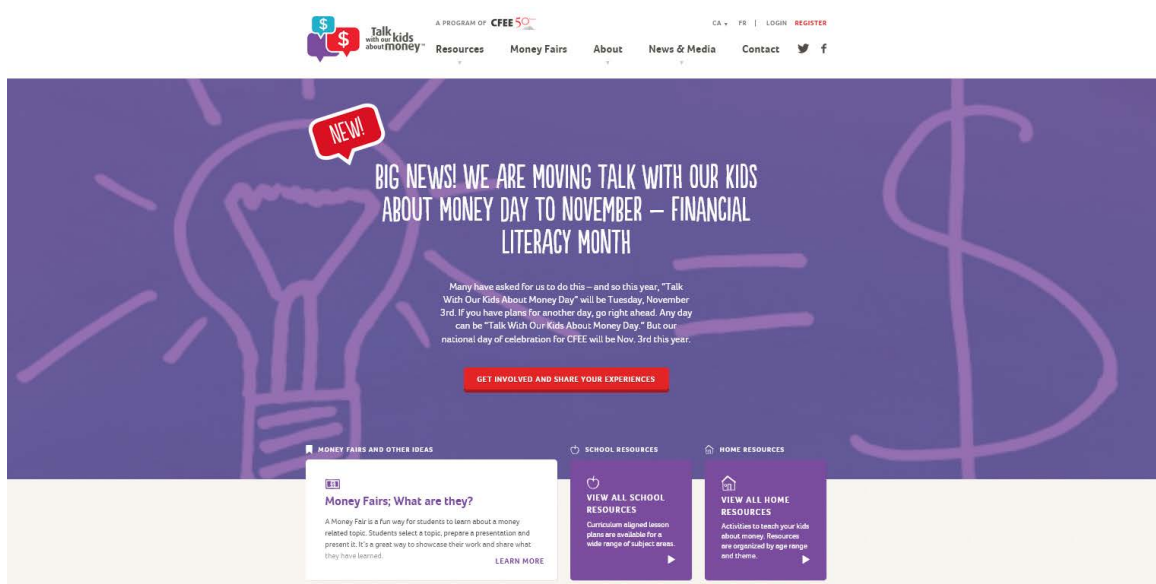 A PROGRAM OF CFEE 50
CA FR | LOGIN REGISTER
$ $
Talk
with our kids
about money™
Resources Money Fairs About News & Media Contact
NEW!
BIG NEWS! WE ARE MOVING TALK WITH OUR KIDS
ABOUT MONEY DAY TO NOVEMBER – FINANCIAL
LITERACY MONTH
Many have asked for us to do this – and so this year, "Talk
With Our Kids About Money Day" will be Tuesday, November
3rd. If you have plans for another day, go right ahead. Any day
can be "Talk With Our Kids About Money Day." But our
national day of celebration for CFEE will be Nov. 3rd this year.
GET INVOLVED AND SHARE YOUR EXPERIENCES
MONEY FAIRS AND OTHER IDEAS
Money Fairs; What are they?
A Money Fair is a fun way for students to learn about a money
related topic. Students select a topic, prepare a presentation and
present it. It's a great way to showcase their work and share what
they have learned.
LEARN MORE
SCHOOL RESOURCES
VIEW ALL SCHOOL
RESOURCES
Curriculum aligned lesson
plans are available for a
wide range of subject areas.
HOME RESOURCES
VIEW ALL HOME
RESOURCES
Activities to teach your kids
about money. Resources
are organized by age range
and theme.